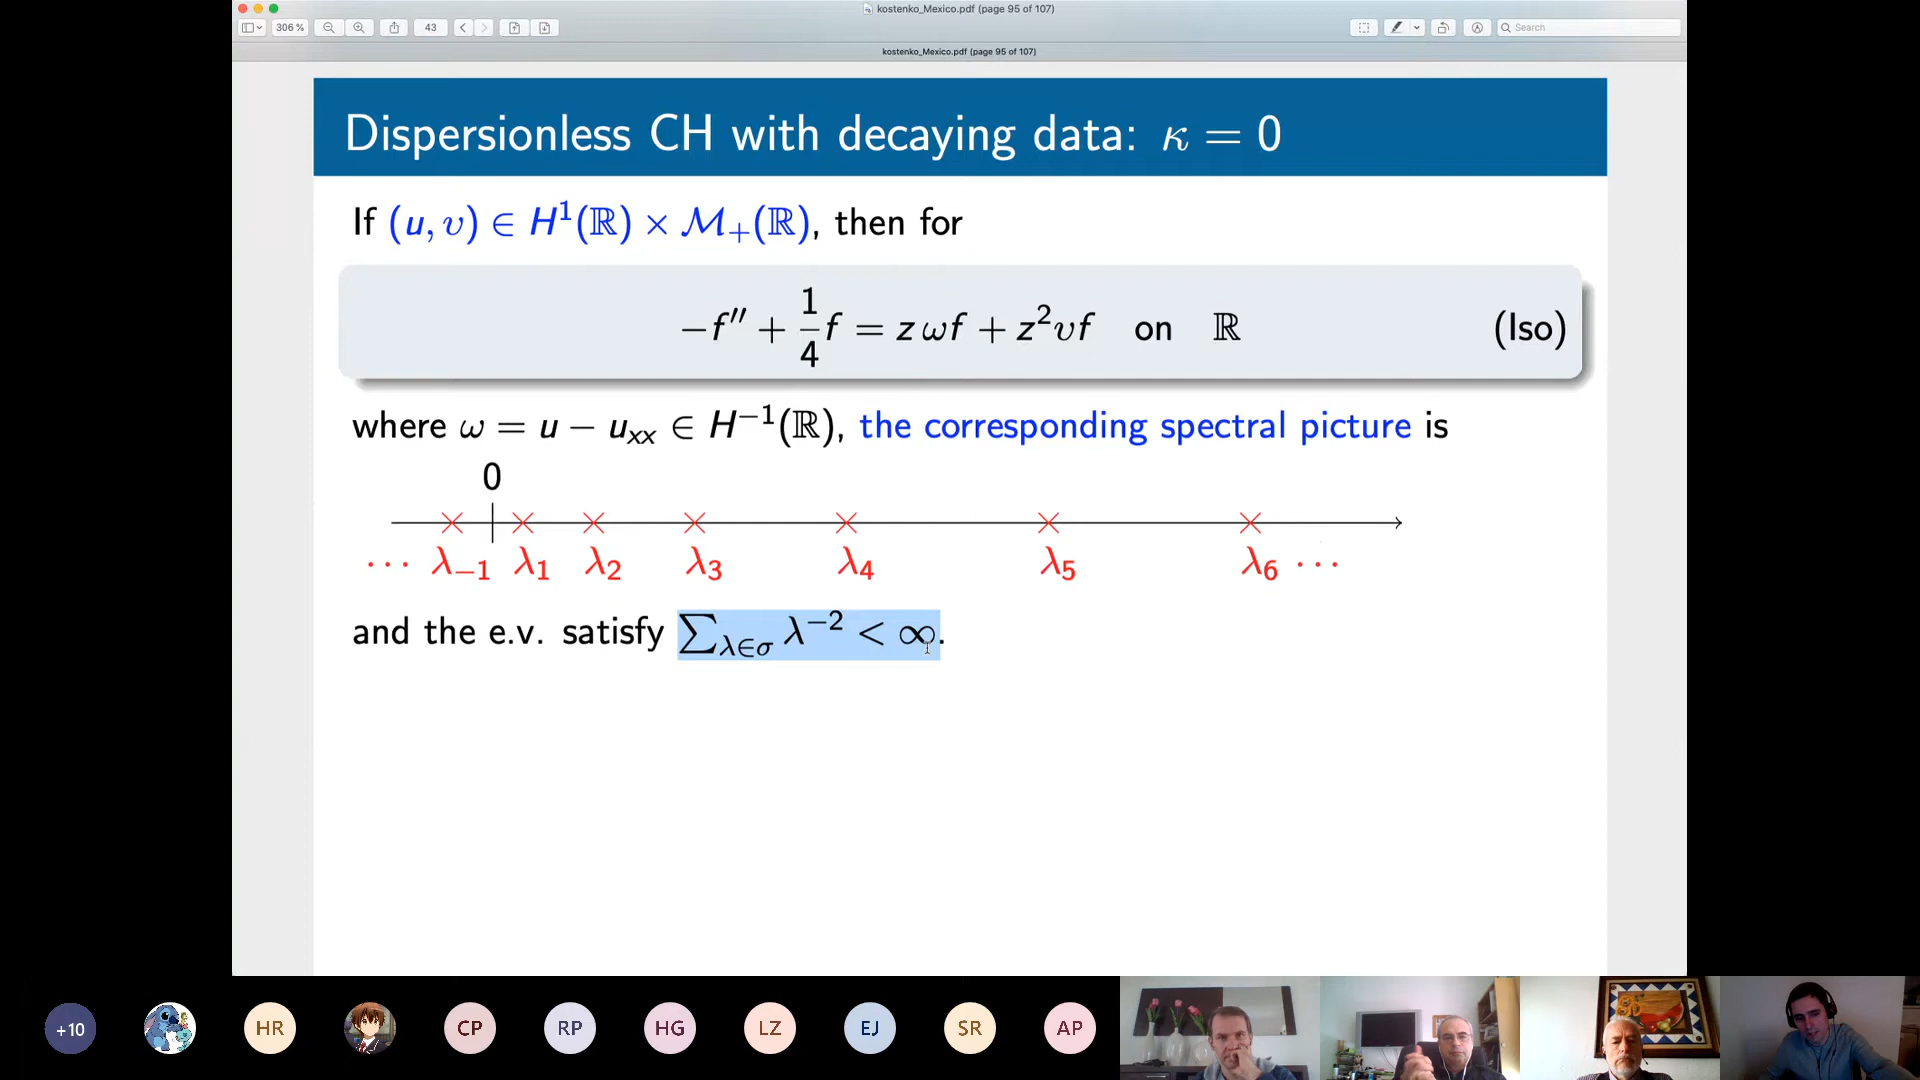 kostenko_Mexico.pdf (page 95 of 107)
306 %
43
Search
kostenko_Mexico.pdf (page 95 of 107)
Dispersionless CH with decaying data: κ = 0
If (u, υ) ∈ H¹(ℝ) × ℳ₊(ℝ), then for
−f″ + 1/4 f = z ωf + z²υf on ℝ (Iso)
where ω = u − uₓₓ ∈ H⁻¹(ℝ), the corresponding spectral picture is
0
⋯ λ₋₁ λ₁ λ₂ λ₃ λ₄ λ₅ λ₆ ⋯
and the e.v. satisfy ∑_{λ∈σ} λ⁻² < ∞.
+10 HR CP RP HG LZ EJ SR AP